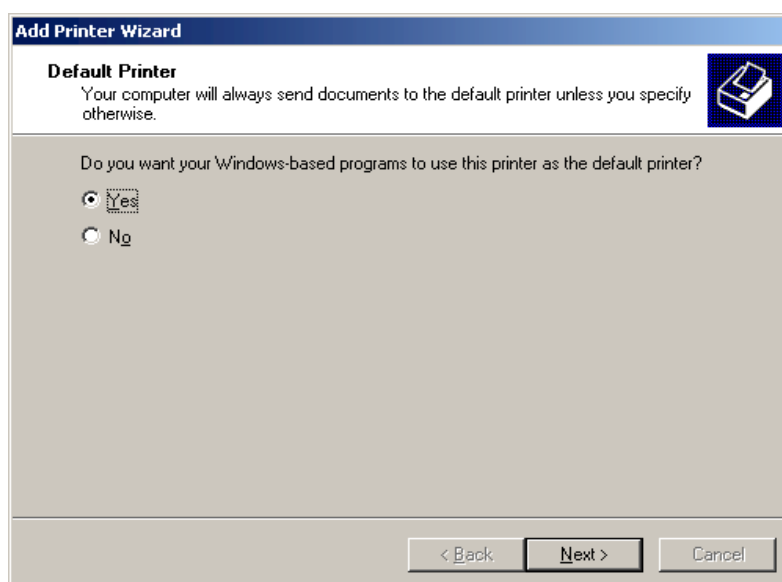 Add Printer Wizard
Default Printer
Your computer will always send documents to the default printer unless you specify
otherwise.
Do you want your Windows-based programs to use this printer as the default printer?
Yes
No
< Back
Next >
Cancel